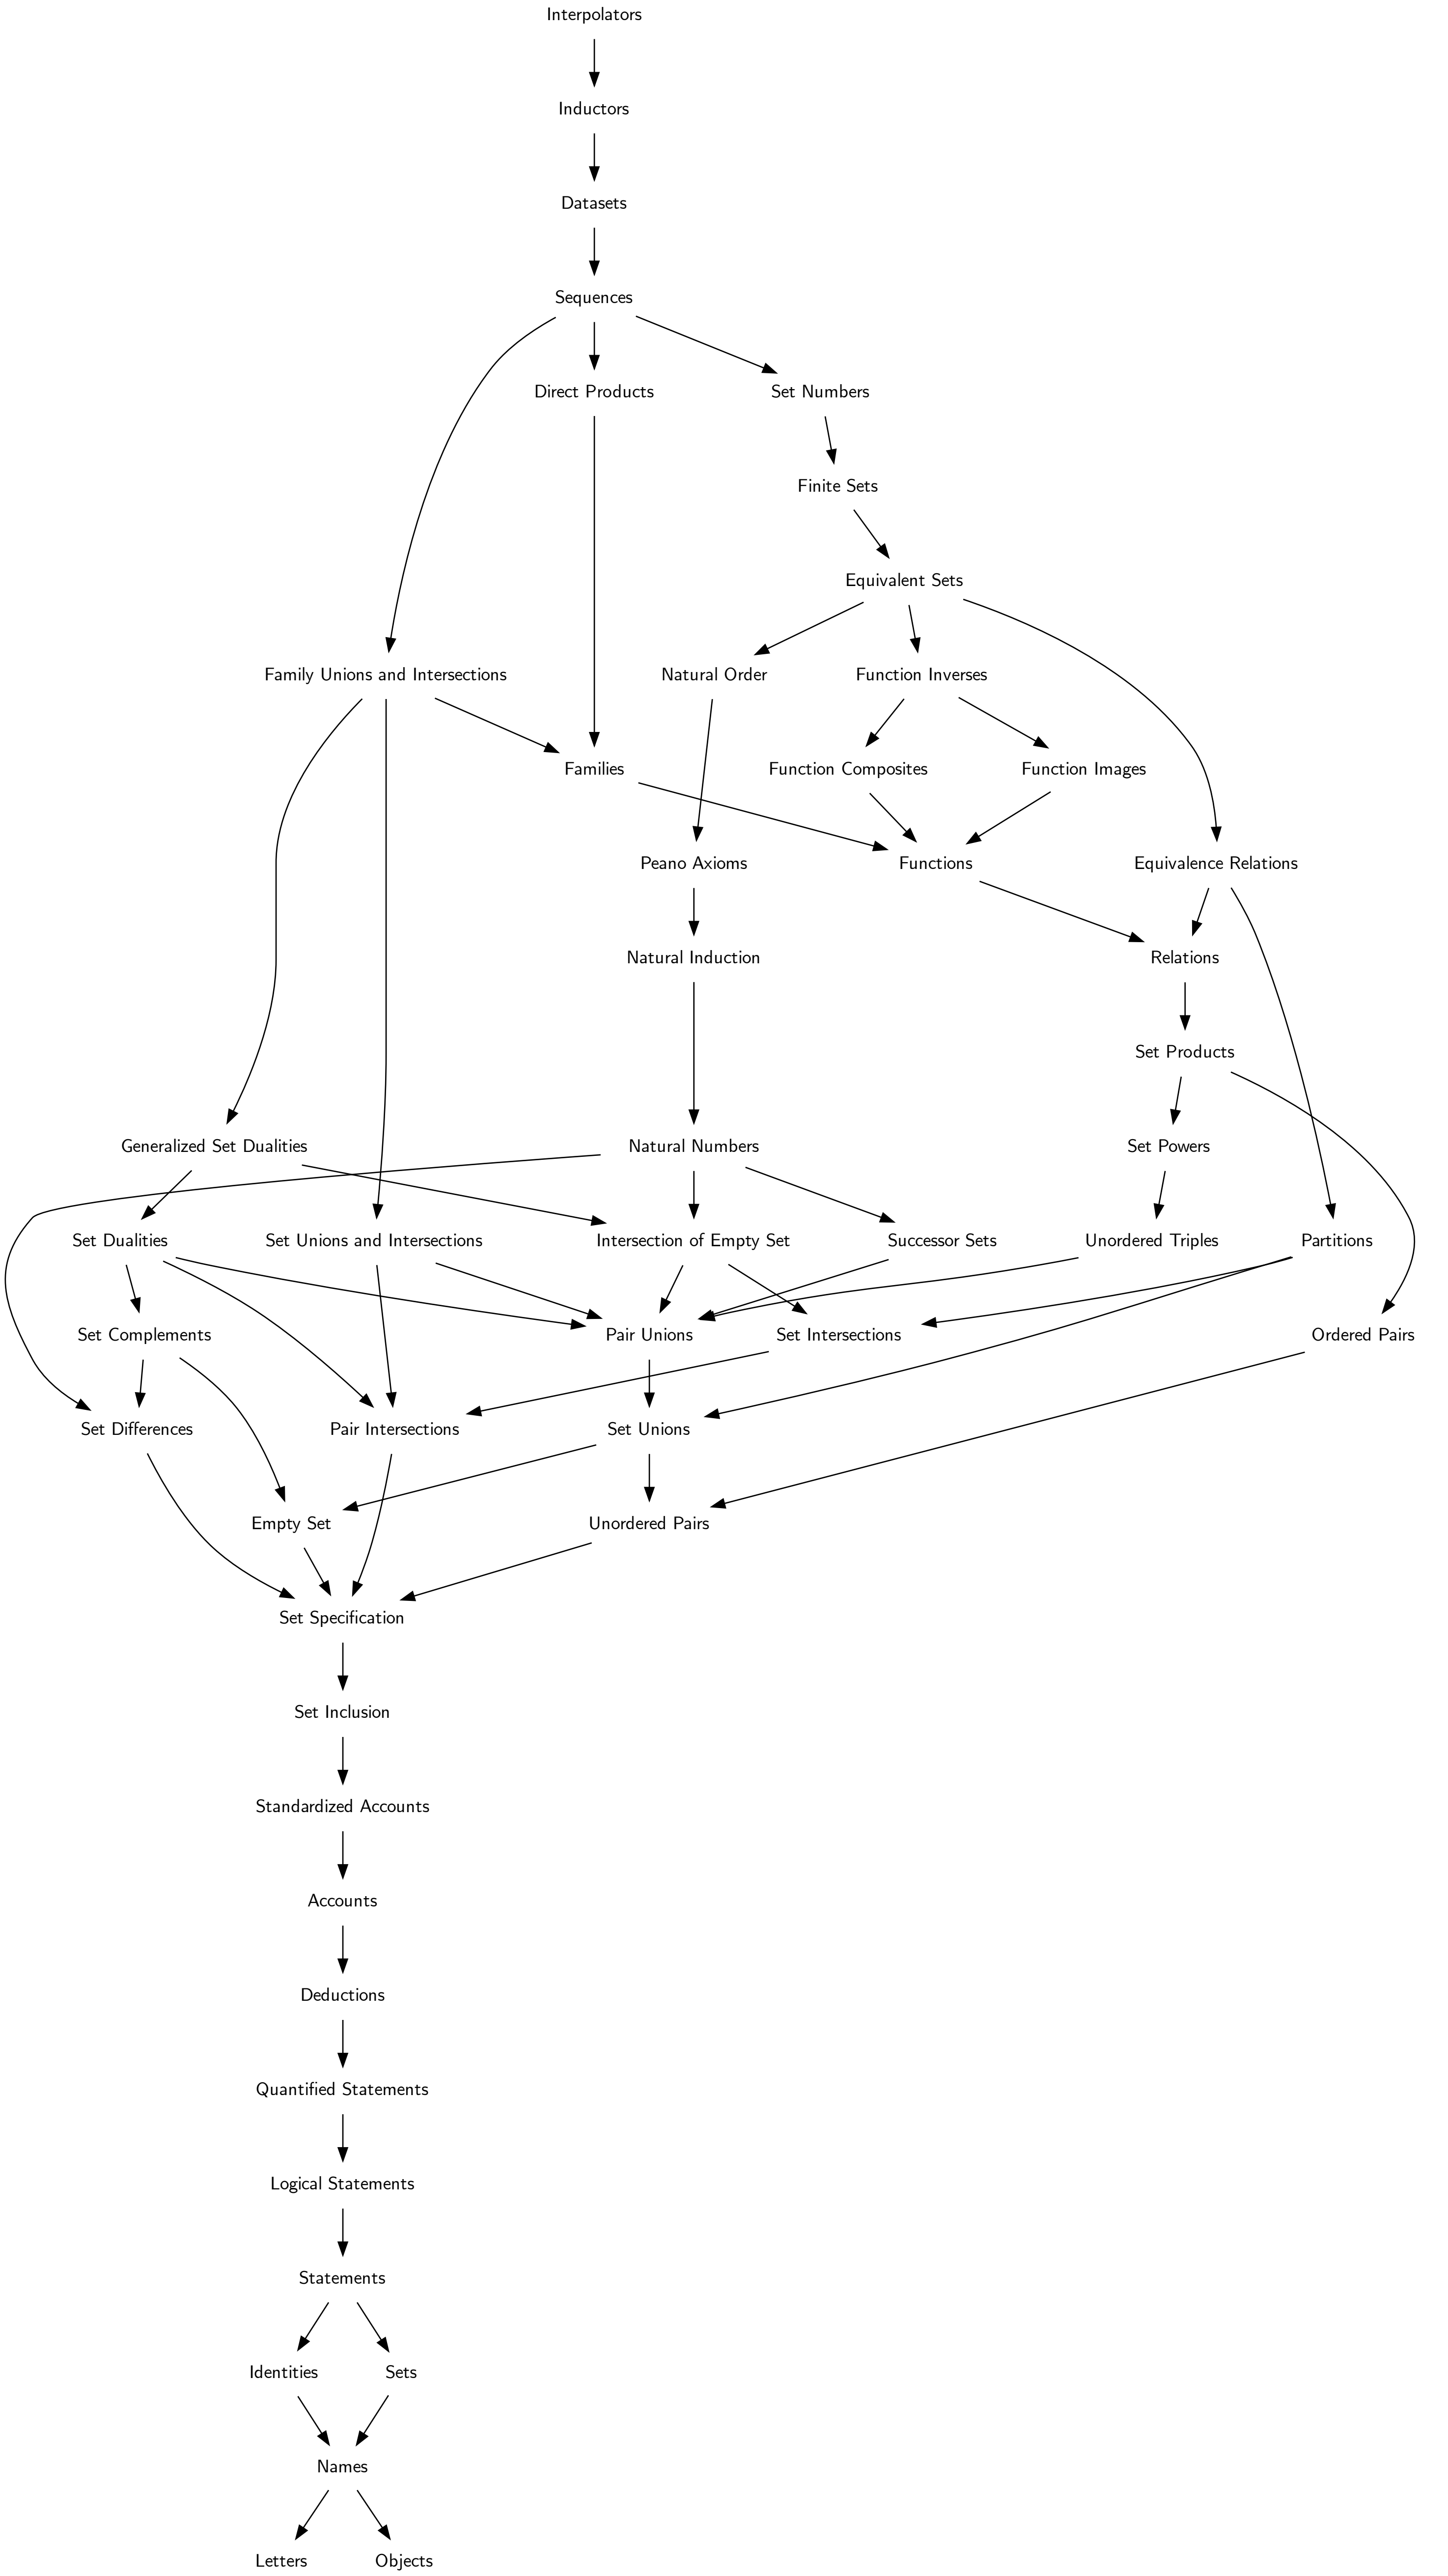 Interpolators
Inductors
Datasets
Sequences
Direct Products
Set Numbers
Finite Sets
Equivalent Sets
Family Unions and Intersections
Natural Order
Function Inverses
Families
Function Composites
Function Images
Peano Axioms
Functions
Equivalence Relations
Natural Induction
Relations
Set Products
Generalized Set Dualities
Natural Numbers
Set Powers
Set Dualities
Set Unions and Intersections
Intersection of Empty Set
Successor Sets
Unordered Triples
Partitions
Set Complements
Pair Unions
Set Intersections
Ordered Pairs
Set Differences
Pair Intersections
Set Unions
Empty Set
Unordered Pairs
Set Specification
Set Inclusion
Standardized Accounts
Accounts
Deductions
Quantified Statements
Logical Statements
Statements
Identities
Sets
Names
Letters
Objects